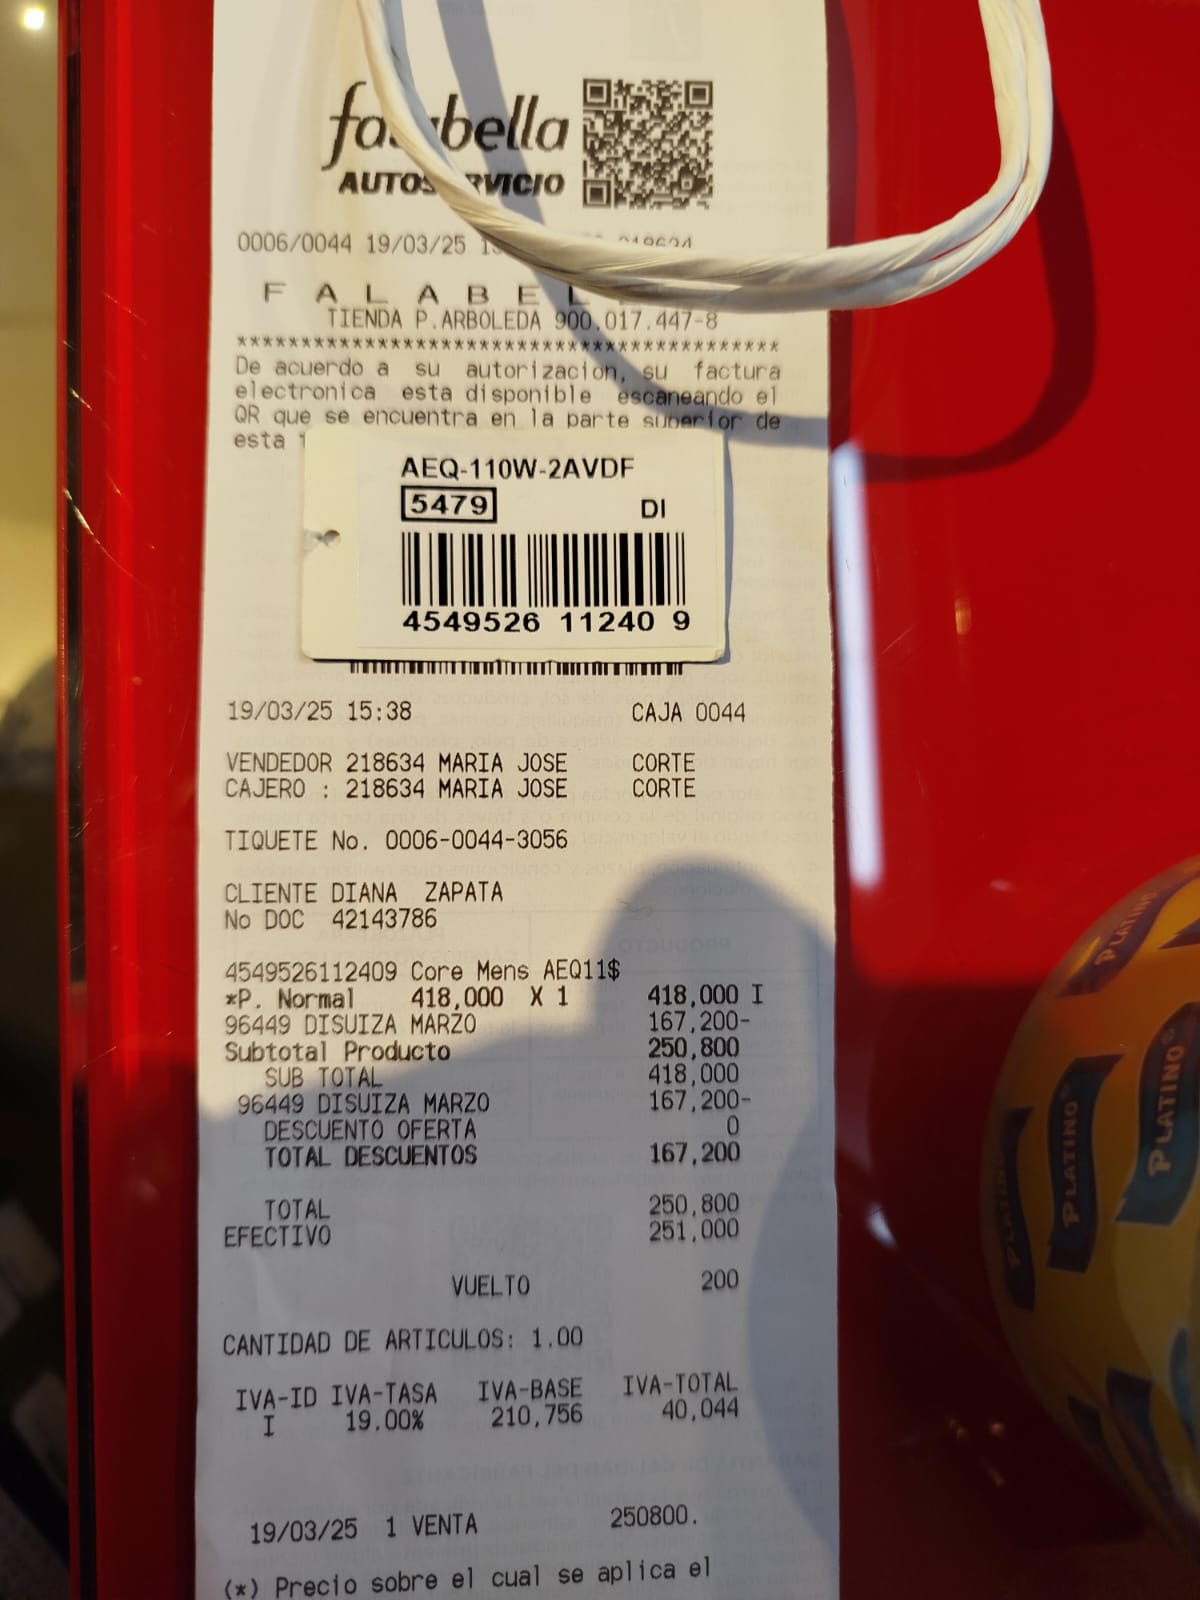 falabella
AUTOSERVICIO
0006/0044 19/03/25
FALABELL
TIENDA P.ARBOLEDA 900.017.447-8
******************************************
De acuerdo a su autorizacion, su factura
electronica esta disponible escaneando el
QR que se encuentra en la parte superior de
esta
AEQ-110W-2AVDF
5479 DI
4549526 11240 9
19/03/25 15:38 CAJA 0044
VENDEDOR 218634 MARIA JOSE CORTE
CAJERO : 218634 MARIA JOSE CORTE
TIQUETE No. 0006-0044-3056
CLIENTE DIANA ZAPATA
No DOC 42143786
4549526112409 Core Mens AEQ11$
*P. Normal 418,000 X 1 418,000 I
96449 DISUIZA MARZO 167,200-
Subtotal Producto 250,800
SUB TOTAL 418,000
96449 DISUIZA MARZO 167,200-
DESCUENTO OFERTA 0
TOTAL DESCUENTOS 167,200
TOTAL 250,800
EFECTIVO 251,000
VUELTO 200
CANTIDAD DE ARTICULOS: 1.00
IVA-ID IVA-TASA IVA-BASE IVA-TOTAL
I 19.00% 210,756 40,044
19/03/25 1 VENTA 250800.
(*) Precio sobre el cual se aplica el
PLATINO
PLATINO
PLATINO
PLATINO